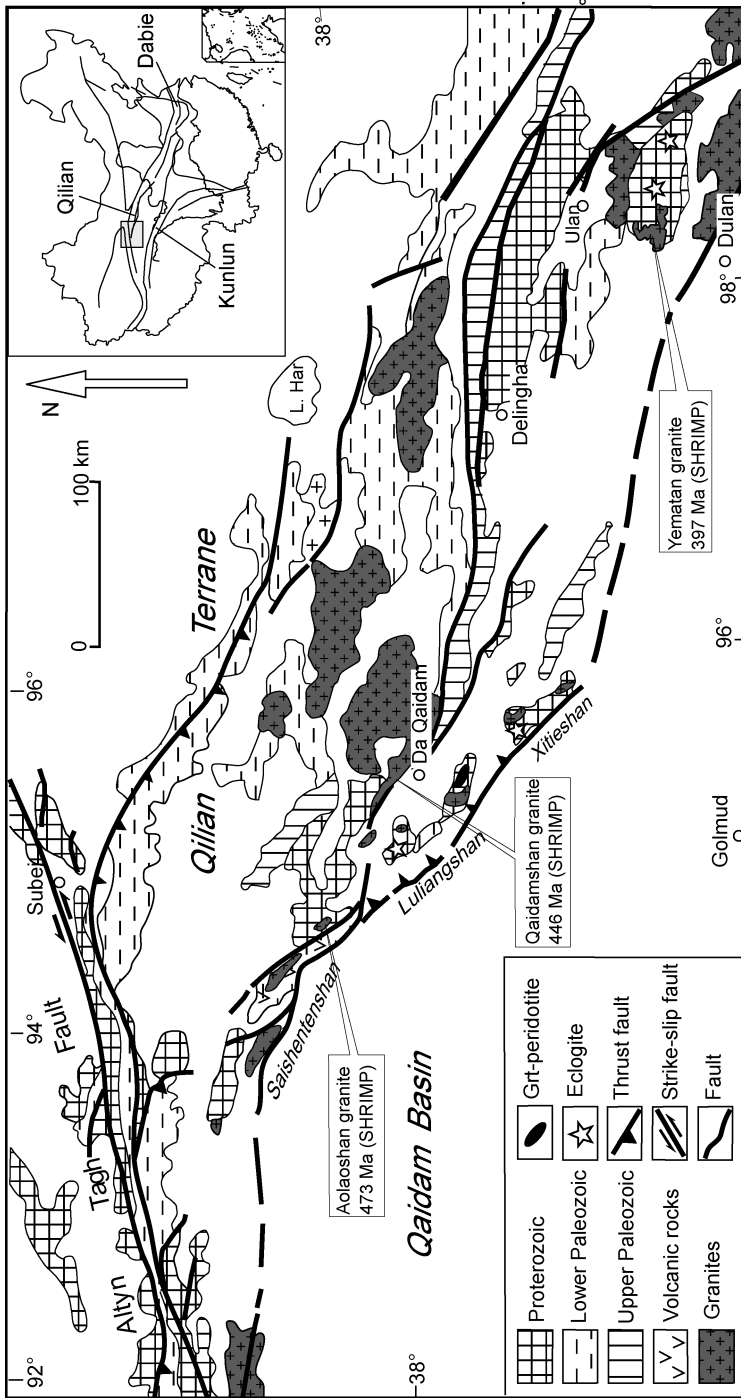 92°
94°
96°
38°
Subei
Altyn
Tagh
Fault
Qilian
Terrane
N
0
100 km
L. Har
Qilian
Dabie
Kunlun
Saishentenshan
Luliangshan
Xitieshan
Da Qaidam
Delingha
Ulan
Dulan
Golmud
Qaidam Basin
Aolaoshan granite
473 Ma (SHRIMP)
Qaidamshan granite
446 Ma (SHRIMP)
Yematan granite
397 Ma (SHRIMP)
38°
96°
98°
Proterozoic
Lower Paleozoic
Upper Paleozoic
Volcanic rocks
Granites
Grt-peridotite
Eclogite
Thrust fault
Strike-slip fault
Fault